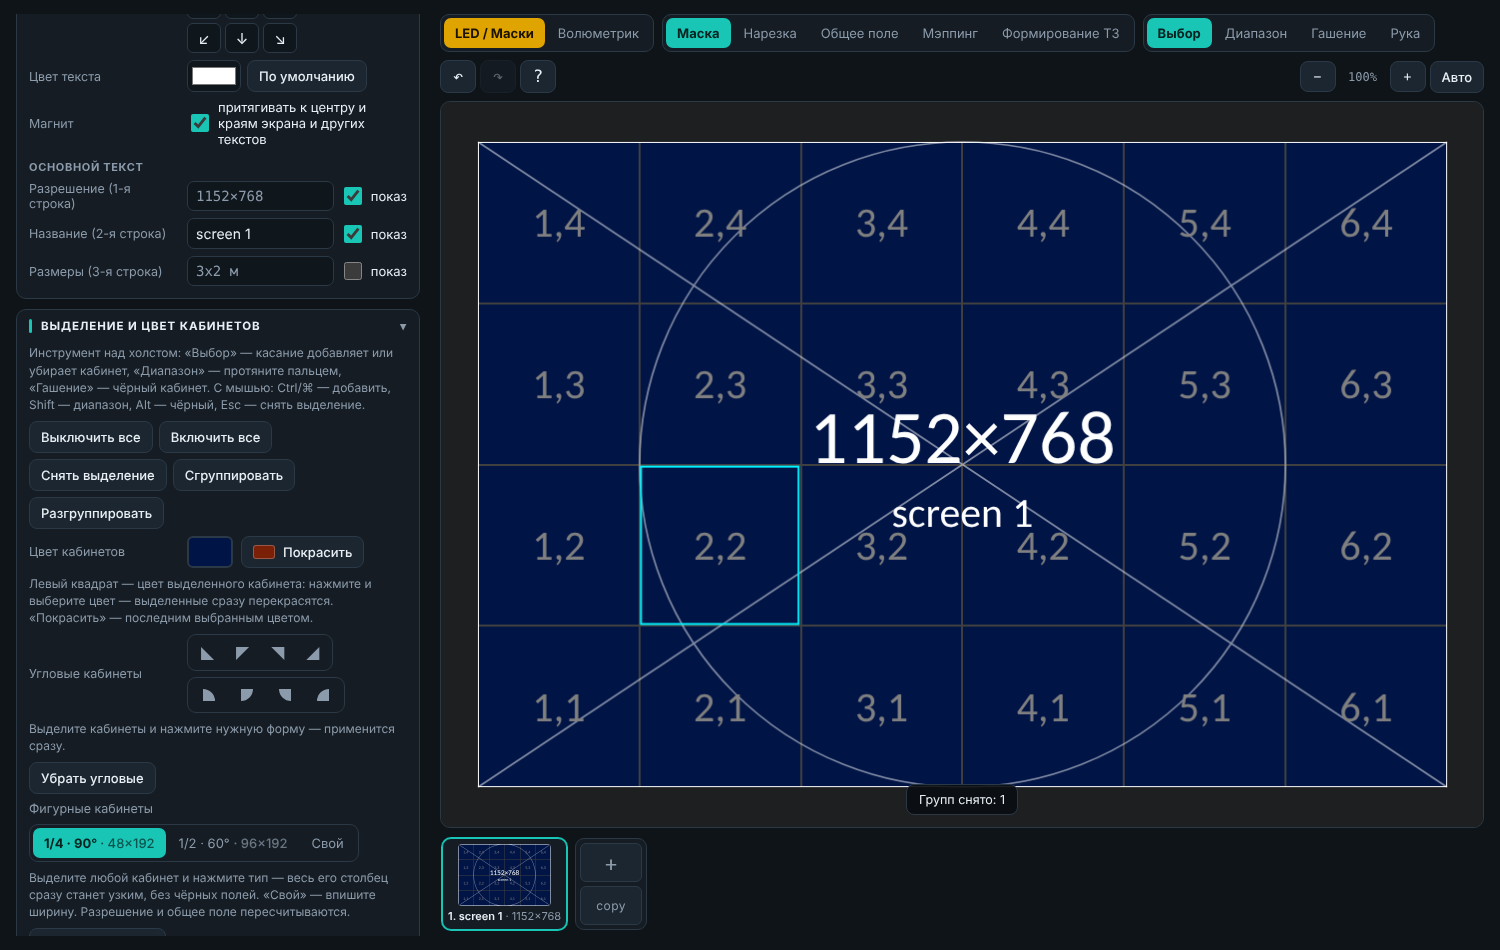 ↙ ↓ ↘
Цвет текста
По умолчанию
Магнит
притягивать к центру и
краям экрана и других
текстов
ОСНОВНОЙ ТЕКСТ
Разрешение (1-я
строка)
1152×768
показ
Название (2-я строка)
screen 1
показ
Размеры (3-я строка)
3x2 м
показ
ВЫДЕЛЕНИЕ И ЦВЕТ КАБИНЕТОВ
Инструмент над холстом: «Выбор» — касание добавляет или
убирает кабинет, «Диапазон» — протяните пальцем,
«Гашение» — чёрный кабинет. С мышью: Ctrl/⌘ — добавить,
Shift — диапазон, Alt — чёрный, Esc — снять выделение.
Выключить все
Включить все
Снять выделение
Сгруппировать
Разгруппировать
Цвет кабинетов
Покрасить
Левый квадрат — цвет выделенного кабинета: нажмите и
выберите цвет — выделенные сразу перекрасятся.
«Покрасить» — последним выбранным цветом.
Угловые кабинеты
Выделите кабинеты и нажмите нужную форму — применится
сразу.
Убрать угловые
Фигурные кабинеты
1/4 · 90° · 48×192
1/2 · 60° · 96×192
Свой
Выделите любой кабинет и нажмите тип — весь его столбец
сразу станет узким, без чёрных полей. «Свой» — впишите
ширину. Разрешение и общее поле пересчитываются.
LED / Маски
Волюметрик
Маска
Нарезка
Общее поле
Мэппинг
Формирование ТЗ
Выбор
Диапазон
Гашение
Рука
↶ ↷ ?
− 100% + Авто
1,4 2,4 3,4 4,4 5,4 6,4
1,3 2,3 3,3 4,3 5,3 6,3
1152×768
screen 1
1,2 2,2 3,2 4,2 5,2 6,2
1,1 2,1 3,1 4,1 5,1 6,1
Групп снято: 1
1152×768
1. screen 1 · 1152×768
+
copy